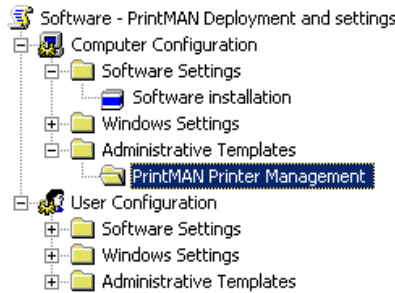 Software - PrintMAN Deployment and settings
Computer Configuration
Software Settings
Software installation
Windows Settings
Administrative Templates
PrintMAN Printer Management
User Configuration
Software Settings
Windows Settings
Administrative Templates